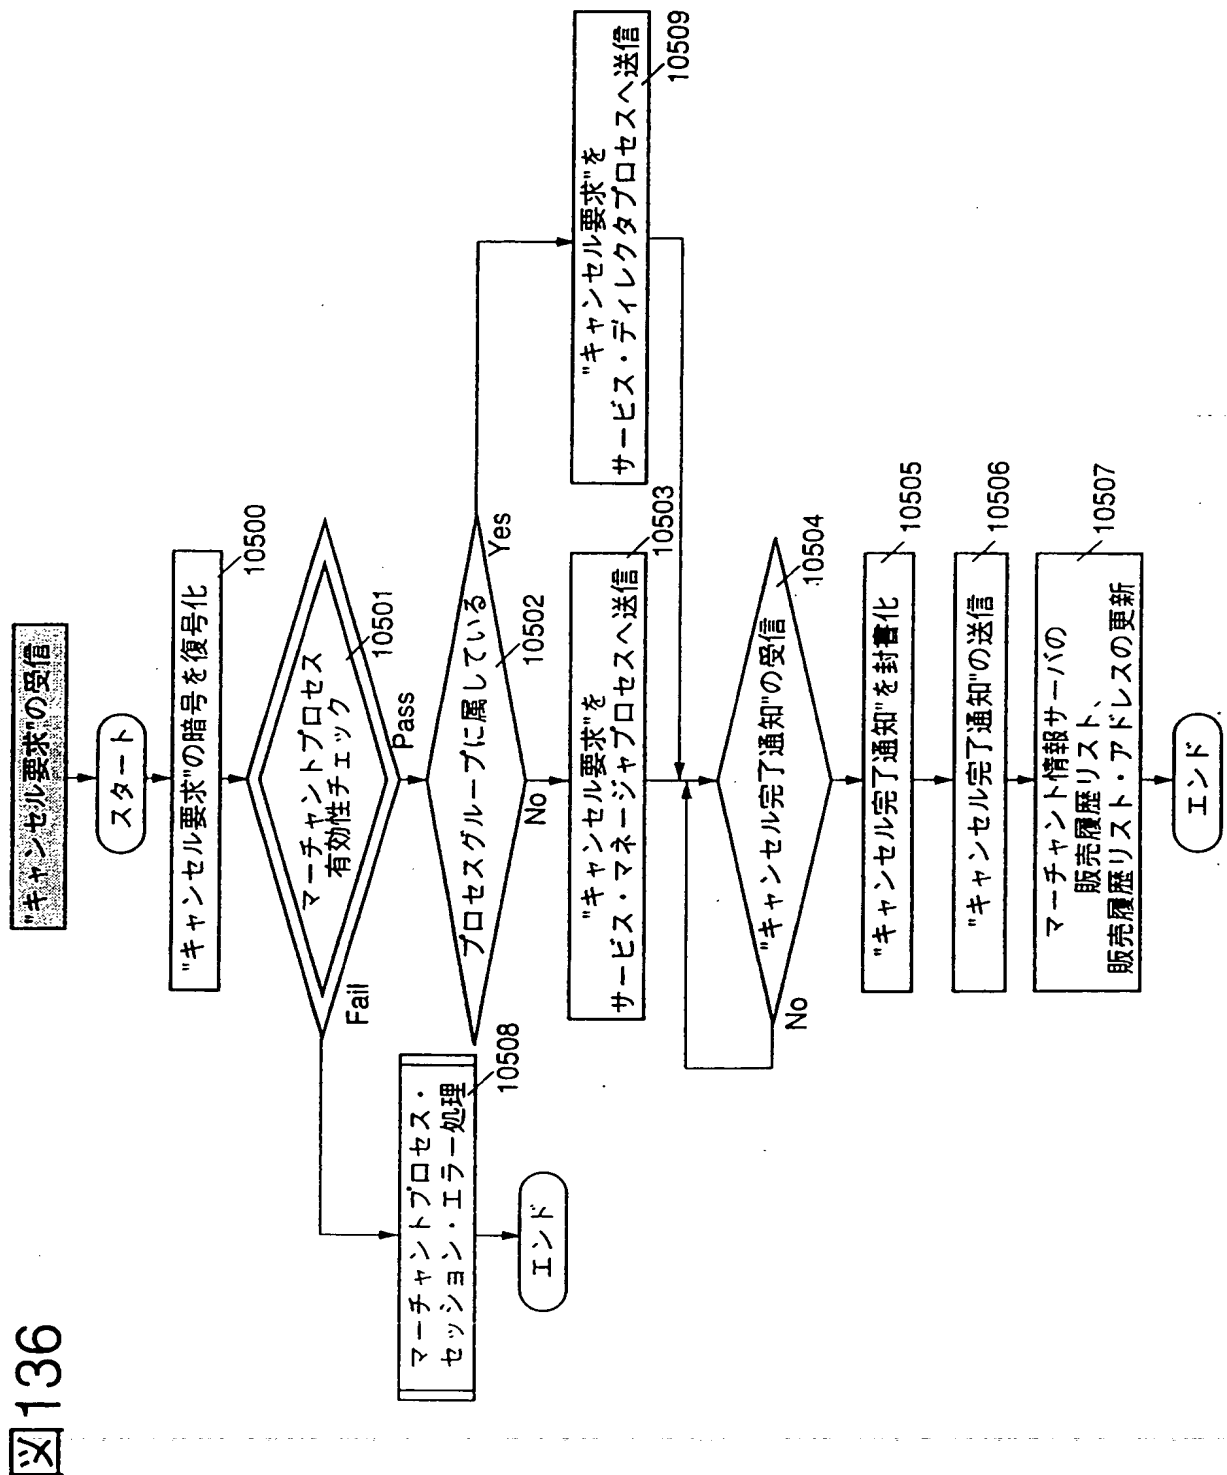 図136
"キャンセル要求"の受信
スタート
"キャンセル要求"の暗号を復号化
10500
マーチャントプロセス
有効性チェック
10501
Fail
Pass
プロセスグループに属している
10502
Yes
No
マーチャントプロセス・
セッション・エラー処理
10508
エンド
"キャンセル要求"を
サービス・マネージャプロセスへ送信
10503
"キャンセル要求"を
サービス・ディレクタプロセスへ送信
10509
"キャンセル完了通知"の受信
10504
No
"キャンセル完了通知"を封書化
10505
"キャンセル完了通知"の送信
10506
マーチャント情報サーバの
販売履歴リスト、
販売履歴リスト・アドレスの更新
10507
エンド